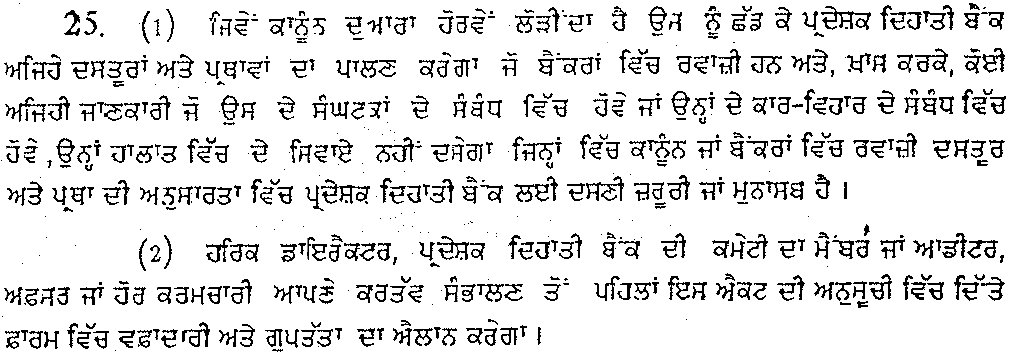 25. (1) ਜਿਵੇਂ ਕਾਨੂੰਨ ਦੁਆਰਾ ਹੋਰਵੇਂ ਲੋੜੀਂਦਾ ਹੈ ਉਸ ਨੂੰ ਛੱਡ ਕੇ ਪ੍ਰਦੇਸ਼ਕ ਦਿਹਾਤੀ ਬੈਂਕ
ਅਜਿਹੇ ਦਸਤੂਰਾਂ ਅਤੇ ਪ੍ਰਥਾਵਾਂ ਦਾ ਪਾਲਣ ਕਰੇਗਾ ਜੋ ਬੈਂਕਰਾਂ ਵਿੱਚ ਰਵਾਜੀ ਹਨ ਅਤੇ, ਖ਼ਾਸ ਕਰਕੇ, ਕੋਈ
ਅਜਿਹੀ ਜਾਣਕਾਰੀ ਜੋ ਉਸ ਦੇ ਸੰਘਟਕਾਂ ਦੇ ਸੰਬੰਧ ਵਿੱਚ ਹੋਵੇ ਜਾਂ ਉਨ੍ਹਾਂ ਦੇ ਕਾਰ-ਵਿਹਾਰ ਦੇ ਸੰਬੰਧ ਵਿੱਚ
ਹੋਵੇ ,ਉਨ੍ਹਾਂ ਹਾਲਾਤ ਵਿੱਚ ਦੇ ਸਿਵਾਏ ਨਹੀਂ ਦਸੇਗਾ ਜਿਨ੍ਹਾਂ ਵਿੱਚ ਕਾਨੂੰਨ ਜਾਂ ਬੈਂਕਰਾਂ ਵਿੱਚ ਰਵਾਜੀ ਦਸਤੂਰ
ਅਤੇ ਪ੍ਰਥਾ ਦੀ ਅਨੁਸਾਰਤਾ ਵਿੱਚ ਪ੍ਰਦੇਸ਼ਕ ਦਿਹਾਤੀ ਬੈਂਕ ਲਈ ਦਸਣੀ ਜ਼ਰੂਰੀ ਜਾਂ ਮੁਨਾਸਬ ਹੈ ।
(2) ਹਰਿਕ ਡਾਇਰੈਕਟਰ, ਪ੍ਰਦੇਸ਼ਕ ਦਿਹਾਤੀ ਬੈਂਕ ਦੀ ਕਮੇਟੀ ਦਾ ਮੈਂਬਰ ਜਾਂ ਆਡੀਟਰ,
ਅਫ਼ਸਰ ਜਾਂ ਹੋਰ ਕਰਮਚਾਰੀ ਆਪਣੇ ਕਰਤੱਵ ਸੰਭਾਲਣ ਤੋਂ ਪਹਿਲਾਂ ਇਸ ਐਕਟ ਦੀ ਅਨੁਸੂਚੀ ਵਿੱਚ ਦਿੱਤੇ
ਫ਼ਾਰਮ ਵਿੱਚ ਵਫ਼ਾਦਾਰੀ ਅਤੇ ਗੁਪਤੱਤਾ ਦਾ ਐਲਾਨ ਕਰੇਗਾ ।